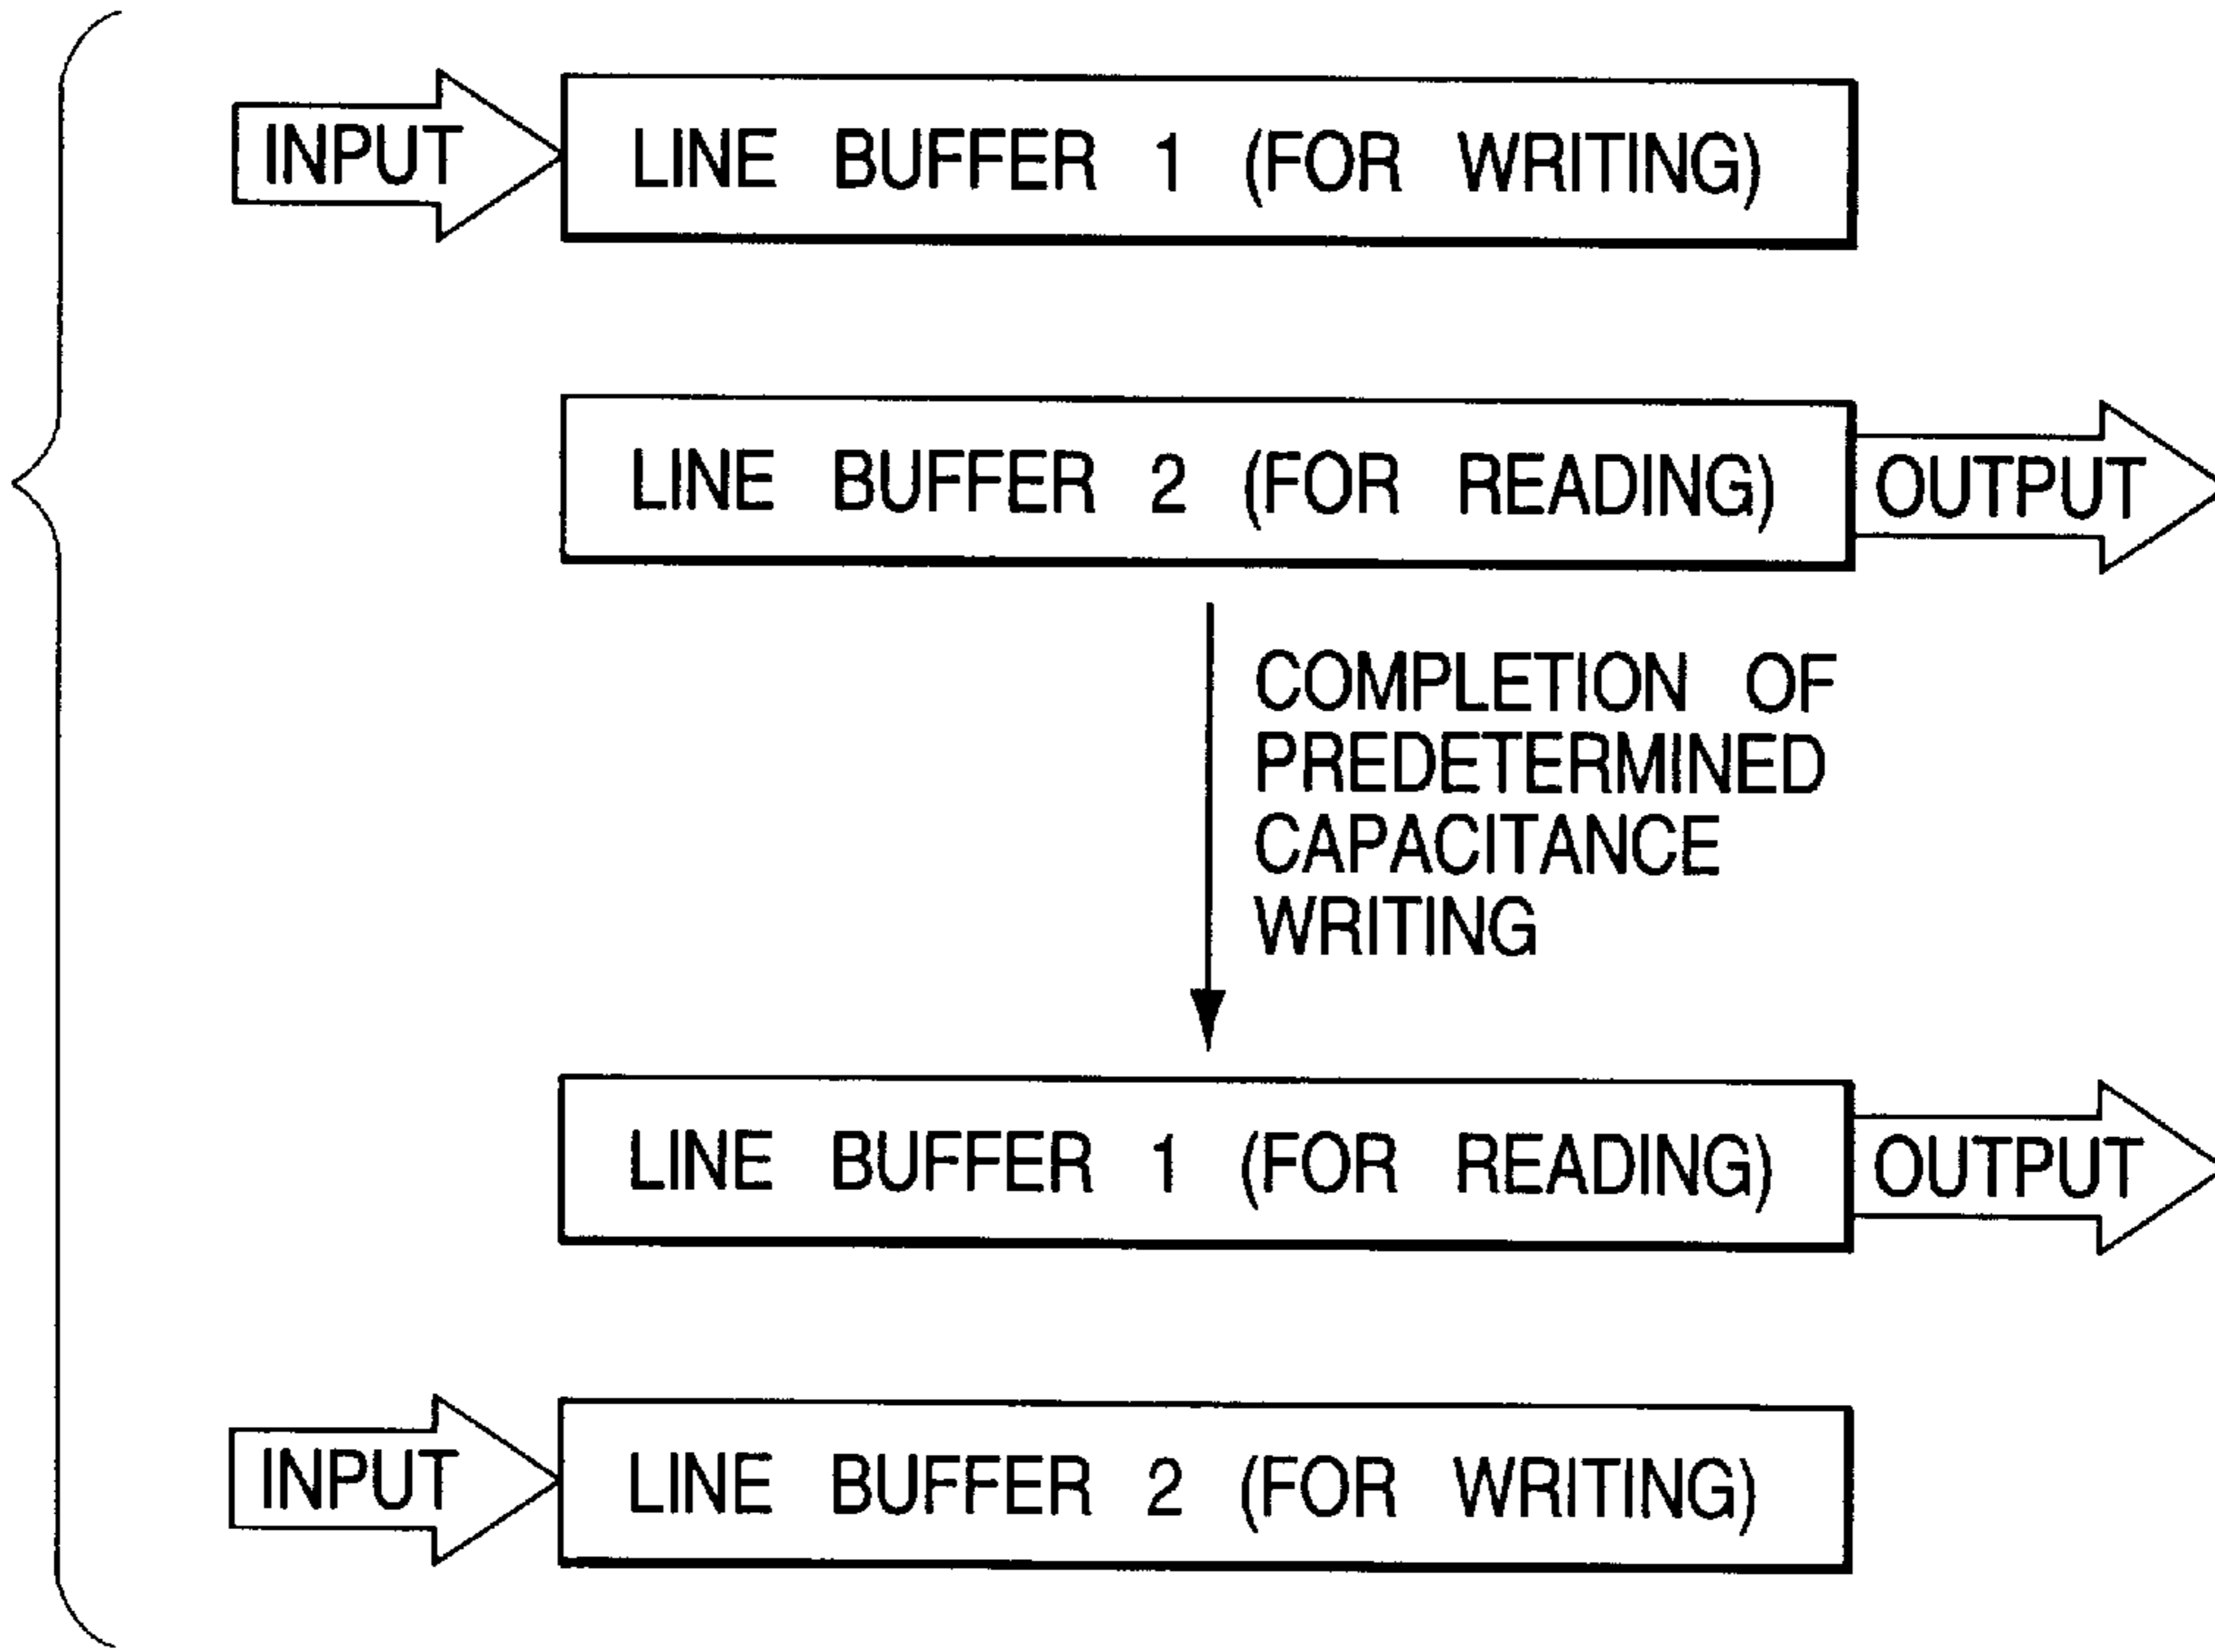 INPUT LINE BUFFER 1 (FOR WRITING)
LINE BUFFER 2 (FOR READING) OUTPUT
COMPLETION OF
PREDETERMINED
CAPACITANCE
WRITING
LINE BUFFER 1 (FOR READING) OUTPUT
INPUT LINE BUFFER 2 (FOR WRITING)